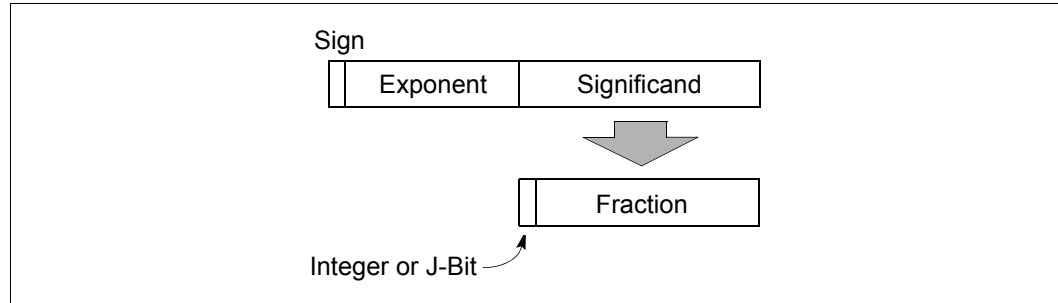 Sign
Exponent Significand
Fraction
Integer or J-Bit